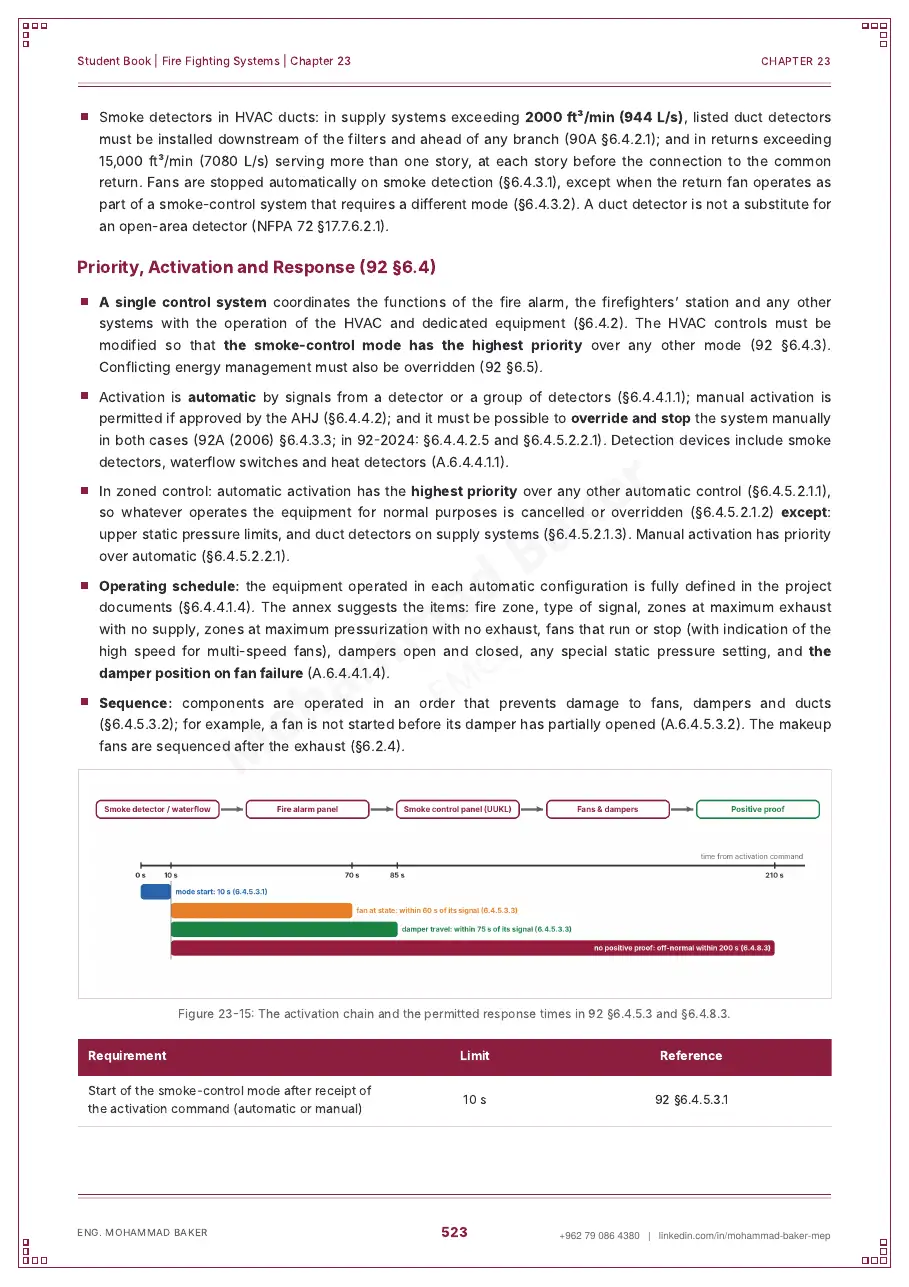 Student Book | Fire Fighting Systems | Chapter 23
CHAPTER 23
Smoke detectors in HVAC ducts: in supply systems exceeding 2000 ft³/min (944 L/s), listed duct detectors
must be installed downstream of the filters and ahead of any branch (90A §6.4.2.1); and in returns exceeding
15,000 ft³/min (7080 L/s) serving more than one story, at each story before the connection to the common
return. Fans are stopped automatically on smoke detection (§6.4.3.1), except when the return fan operates as
part of a smoke-control system that requires a different mode (§6.4.3.2). A duct detector is not a substitute for
an open-area detector (NFPA 72 §17.7.6.2.1).
Priority, Activation and Response (92 §6.4)
A single control system coordinates the functions of the fire alarm, the firefighters’ station and any other
systems with the operation of the HVAC and dedicated equipment (§6.4.2). The HVAC controls must be
modified so that the smoke-control mode has the highest priority over any other mode (92 §6.4.3).
Conflicting energy management must also be overridden (92 §6.5).
Activation is automatic by signals from a detector or a group of detectors (§6.4.4.1.1); manual activation is
permitted if approved by the AHJ (§6.4.4.2); and it must be possible to override and stop the system manually
in both cases (92A (2006) §6.4.3.3; in 92-2024: §6.4.4.2.5 and §6.4.5.2.2.1). Detection devices include smoke
detectors, waterflow switches and heat detectors (A.6.4.4.1.1).
In zoned control: automatic activation has the highest priority over any other automatic control (§6.4.5.2.1.1),
so whatever operates the equipment for normal purposes is cancelled or overridden (§6.4.5.2.1.2) except:
upper static pressure limits, and duct detectors on supply systems (§6.4.5.2.1.3). Manual activation has priority
over automatic (§6.4.5.2.2.1).
Operating schedule: the equipment operated in each automatic configuration is fully defined in the project
documents (§6.4.4.1.4). The annex suggests the items: fire zone, type of signal, zones at maximum exhaust
with no supply, zones at maximum pressurization with no exhaust, fans that run or stop (with indication of the
high speed for multi-speed fans), dampers open and closed, any special static pressure setting, and the
damper position on fan failure (A.6.4.4.1.4).
Sequence: components are operated in an order that prevents damage to fans, dampers and ducts
(§6.4.5.3.2); for example, a fan is not started before its damper has partially opened (A.6.4.5.3.2). The makeup
fans are sequenced after the exhaust (§6.2.4).
Smoke detector / waterflow
Fire alarm panel
Smoke control panel (UUKL)
Fans & dampers
Positive proof
time from activation command
0 s
10 s
70 s
85 s
210 s
mode start: 10 s (6.4.5.3.1)
fan at state: within 60 s of its signal (6.4.5.3.3)
damper travel: within 75 s of its signal (6.4.5.3.3)
no positive proof: off-normal within 200 s (6.4.8.3)
Figure 23-15: The activation chain and the permitted response times in 92 §6.4.5.3 and §6.4.8.3.
Requirement
Limit
Reference
Start of the smoke-control mode after receipt of
the activation command (automatic or manual)
10 s
92 §6.4.5.3.1
ENG. MOHAMMAD BAKER
523
+962 79 086 4380 | linkedin.com/in/mohammad-baker-mep